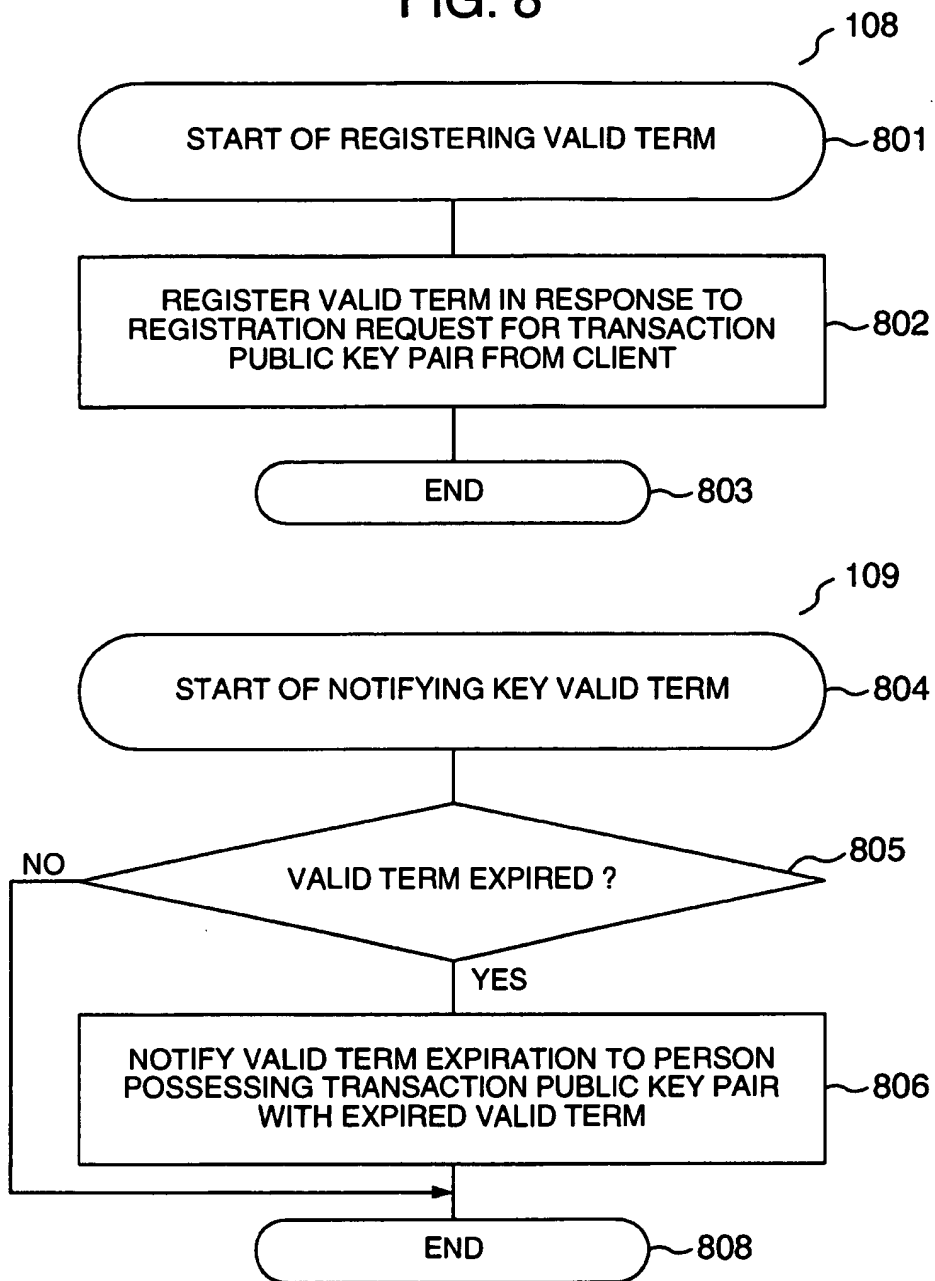 FIG. 8
108
START OF REGISTERING VALID TERM
801
REGISTER VALID TERM IN RESPONSE TO
REGISTRATION REQUEST FOR TRANSACTION
PUBLIC KEY PAIR FROM CLIENT
802
END
803
109
START OF NOTIFYING KEY VALID TERM
804
NO
VALID TERM EXPIRED ?
805
YES
NOTIFY VALID TERM EXPIRATION TO PERSON
POSSESSING TRANSACTION PUBLIC KEY PAIR
WITH EXPIRED VALID TERM
806
END
808